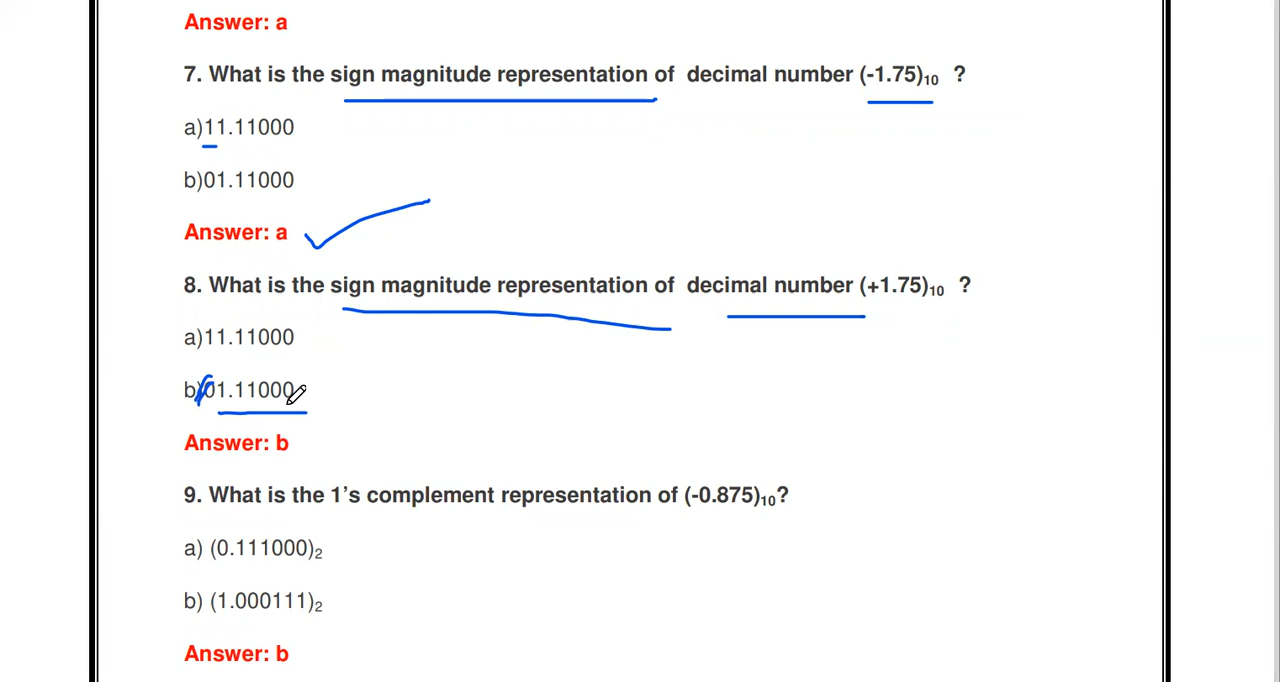 Answer: a
7. What is the sign magnitude representation of decimal number (-1.75)₁₀ ?
a)11.11000
b)01.11000
Answer: a
8. What is the sign magnitude representation of decimal number (+1.75)₁₀ ?
a)11.11000
b)01.11000
Answer: b
9. What is the 1’s complement representation of (-0.875)₁₀?
a) (0.111000)₂
b) (1.000111)₂
Answer: b